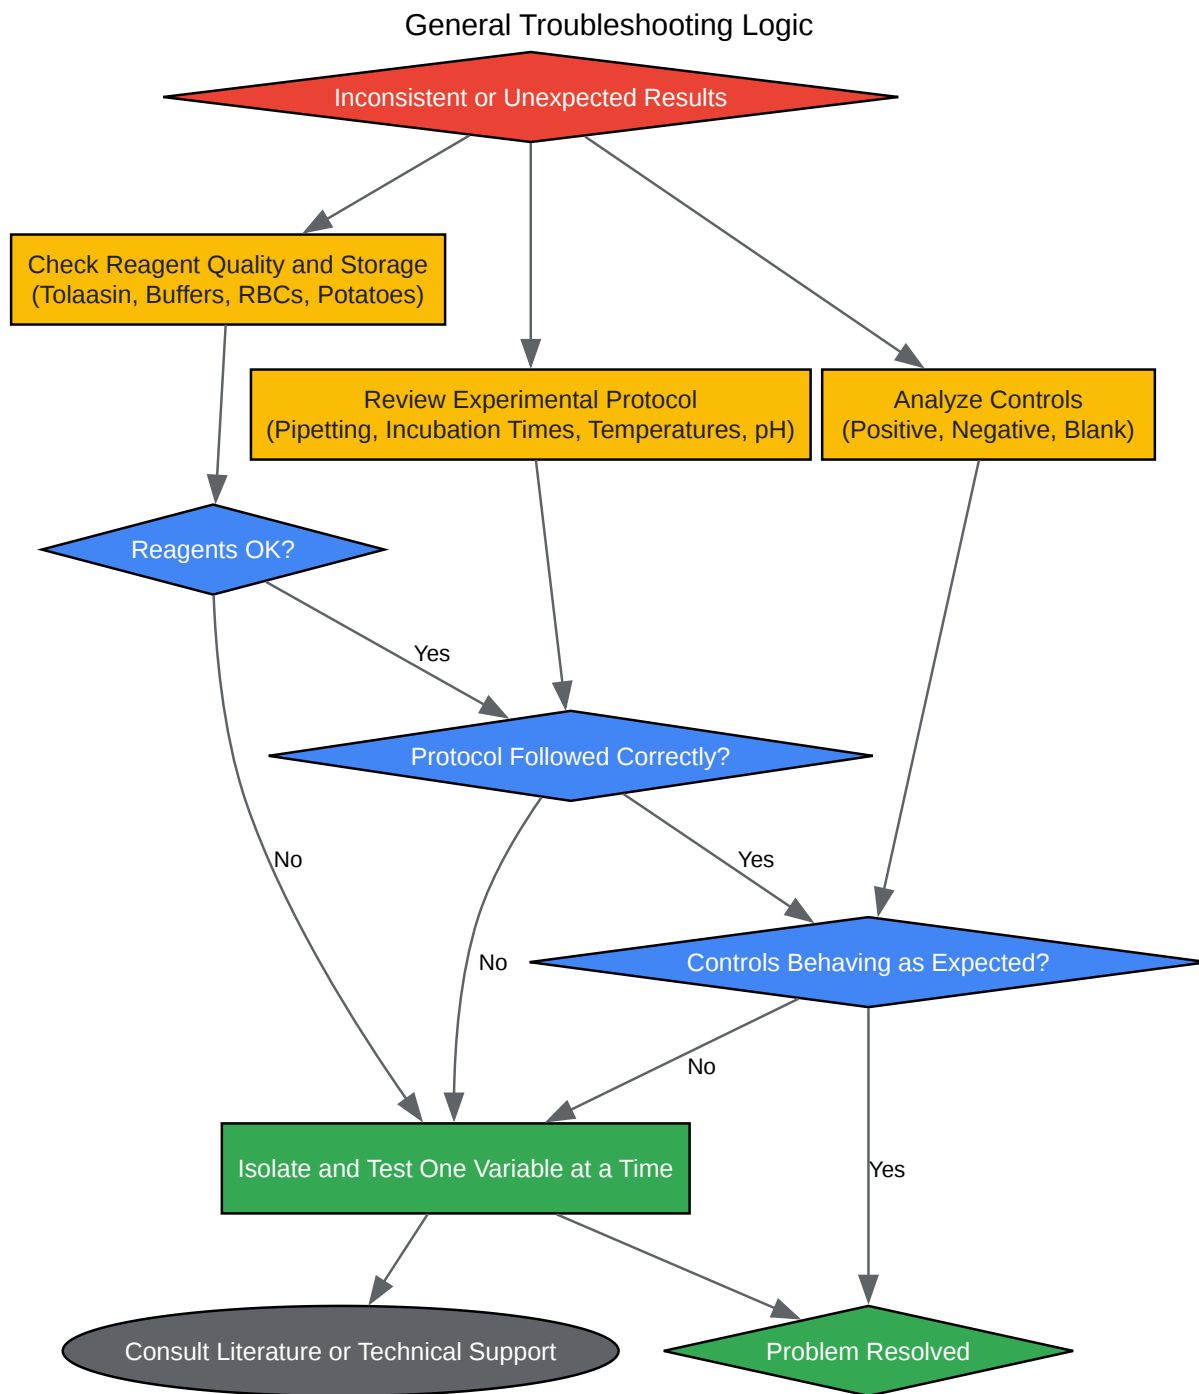 General Troubleshooting Logic
Inconsistent or Unexpected Results
Check Reagent Quality and Storage
(Tolaasin, Buffers, RBCs, Potatoes)
Review Experimental Protocol
(Pipetting, Incubation Times, Temperatures, pH)
Analyze Controls
(Positive, Negative, Blank)
Reagents OK?
Yes
Protocol Followed Correctly?
No
Yes
No
Controls Behaving as Expected?
No
Isolate and Test One Variable at a Time
Yes
Consult Literature or Technical Support
Problem Resolved